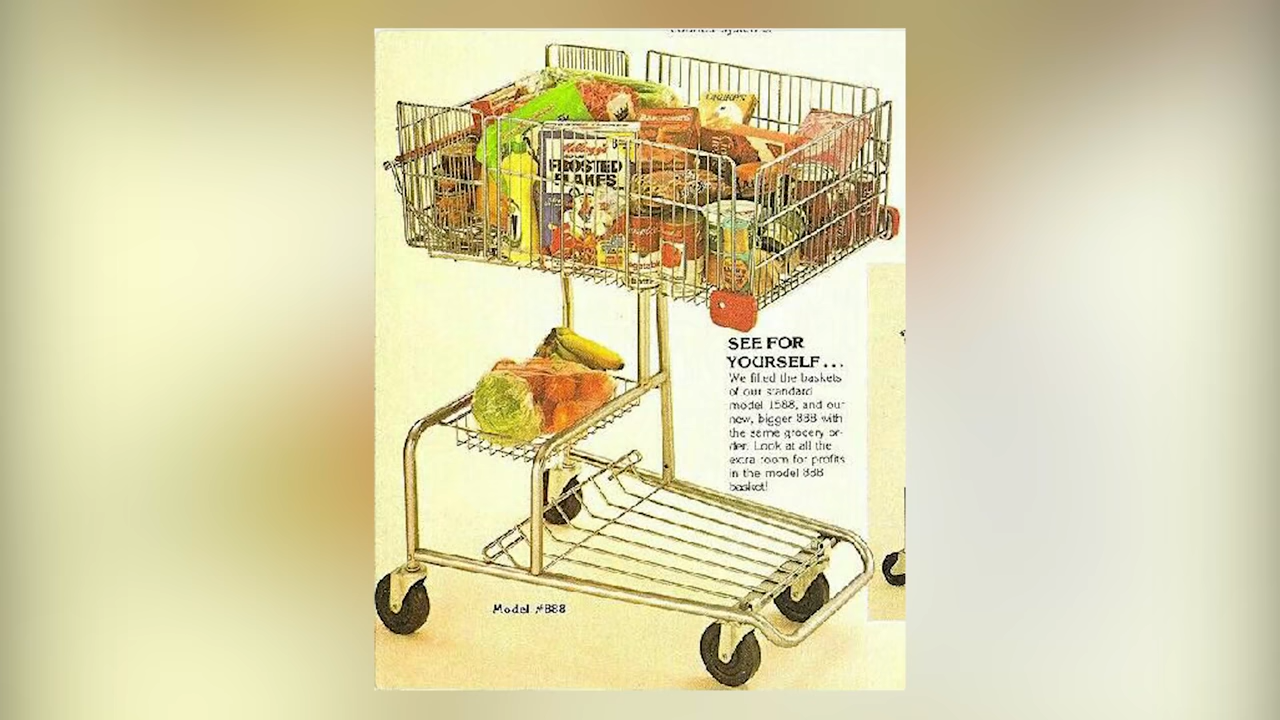 CHIPS
Kellogg's
FROSTED
FLAKES
SEE FOR
YOURSELF...
We filled the baskets
of our standard
model 1588, and our
new, bigger 888 with
the same grocery or-
der. Look at all the
extra room for profits
in the model 888
basket!
Model #888